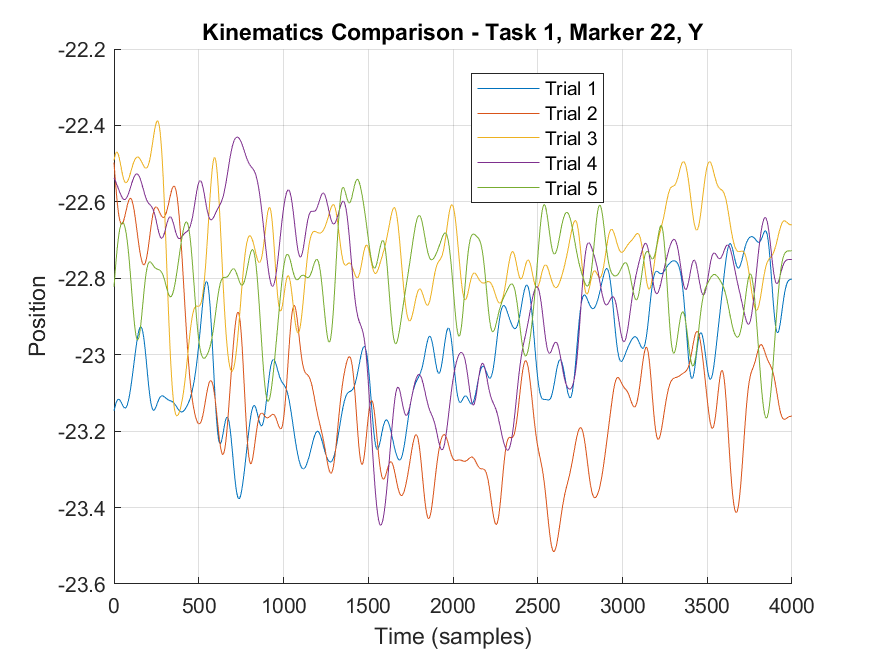 Kinematics Comparison - Task 1, Marker 22, Y
-22.2
-22.4
-22.6
-22.8
-23
-23.2
-23.4
-23.6
Position
Trial 1
Trial 2
Trial 3
Trial 4
Trial 5
0 500 1000 1500 2000 2500 3000 3500 4000
Time (samples)